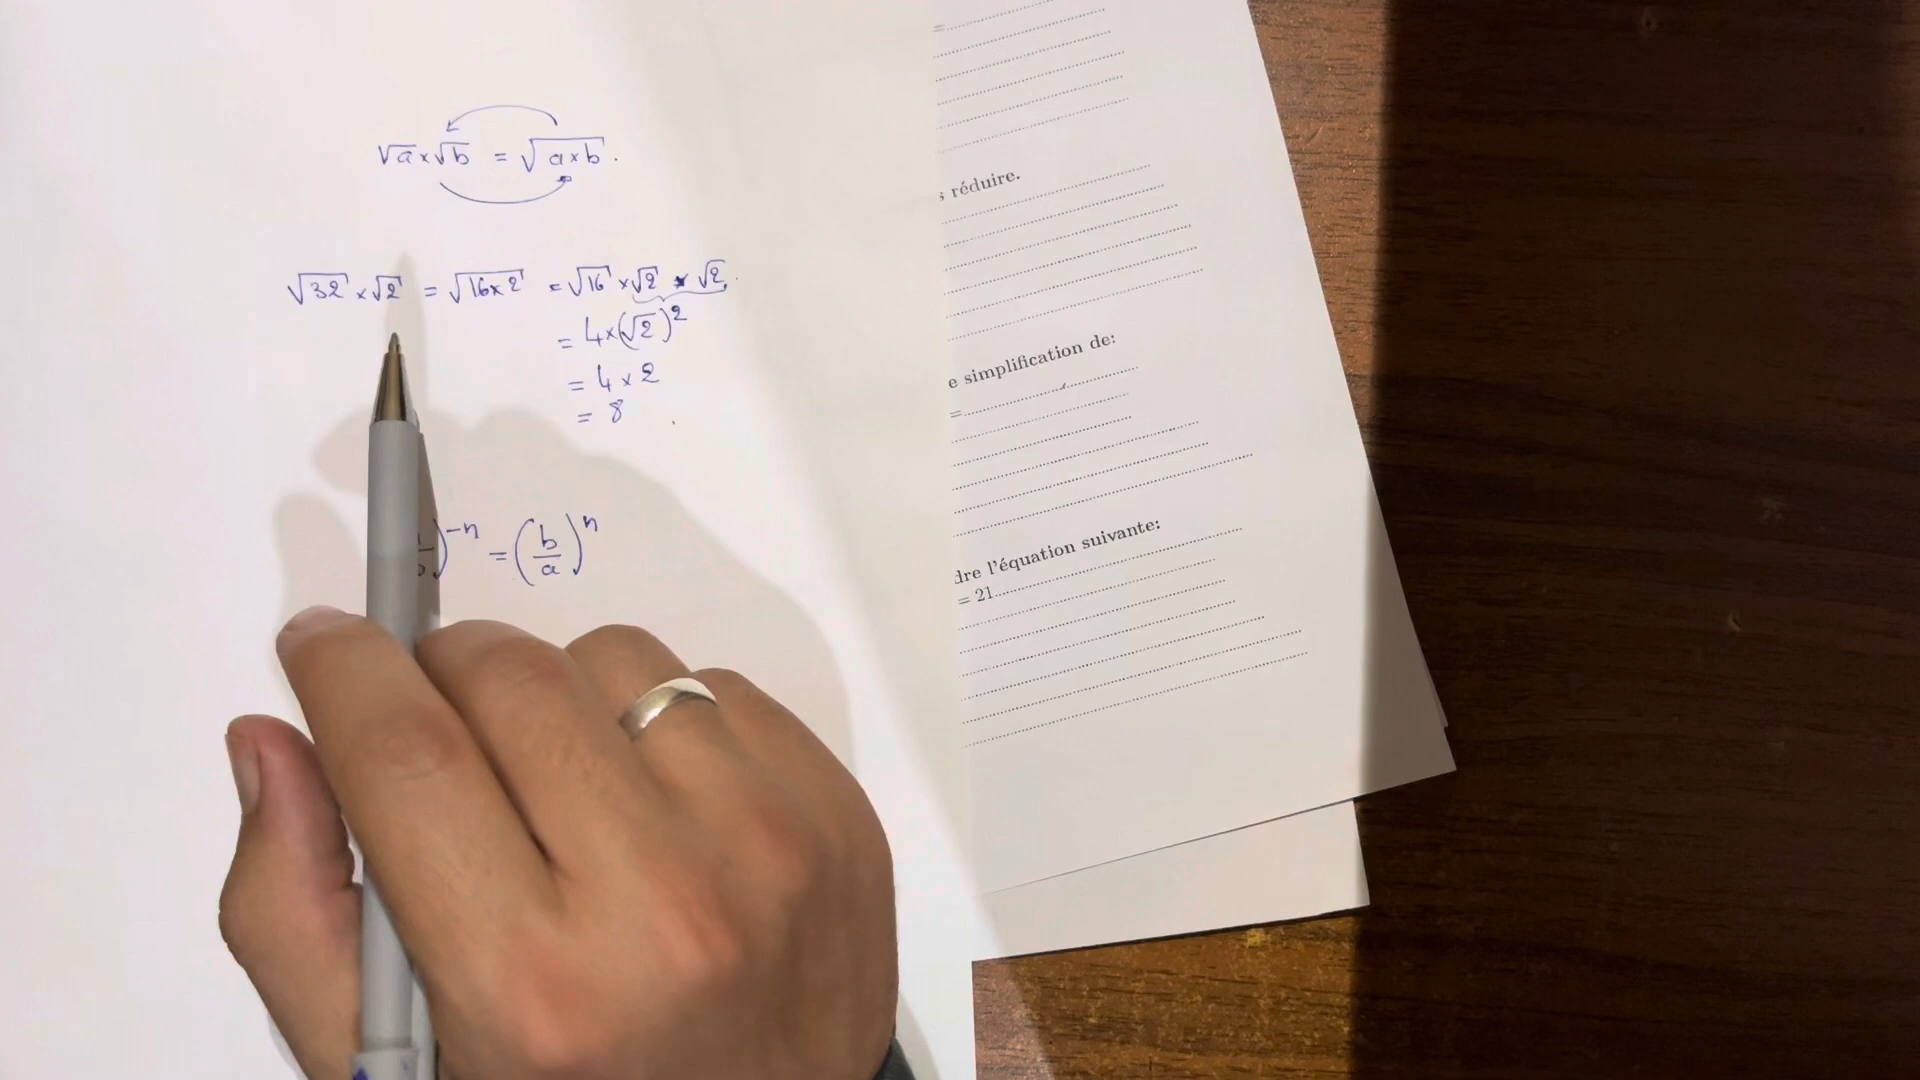 √a × √b = √(a×b).
√32 × √2 = √(16×2) = √16 × √2 × √2.
= 4×(√2)²
= 4 × 2
= 8
)⁻ⁿ = (b/a)ⁿ
=
réduire.
e simplification de:
=
dre l'équation suivante:
= 21